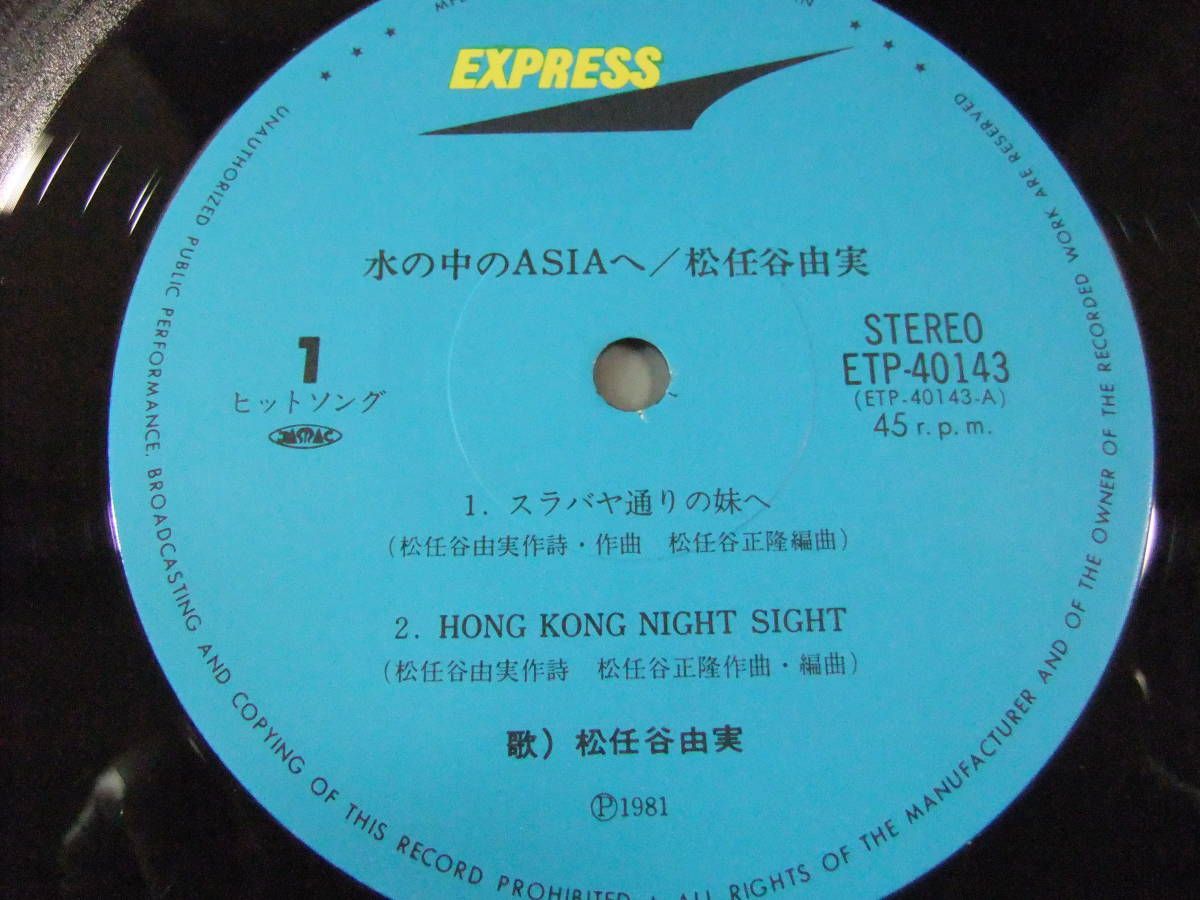 EXPRESS
水の中のASIAへ／松任谷由実
1
ヒットソング
JASRAC
STEREO
ETP-40143
(ETP-40143-A)
45 r.p.m.
1. スラバヤ通りの妹へ
(松任谷由実作詩・作曲　松任谷正隆編曲)
2. HONG KONG NIGHT SIGHT
(松任谷由実作詩　松任谷正隆作曲・編曲)
歌）松任谷由実
Ⓟ1981
UNAUTHORIZED PUBLIC PERFORMANCE, BROADCASTING AND COPYING OF THIS RECORD PROHIBITED ★ ALL RIGHTS OF THE MANUFACTURER AND OF THE OWNER OF THE RECORDED WORK ARE RESERVED